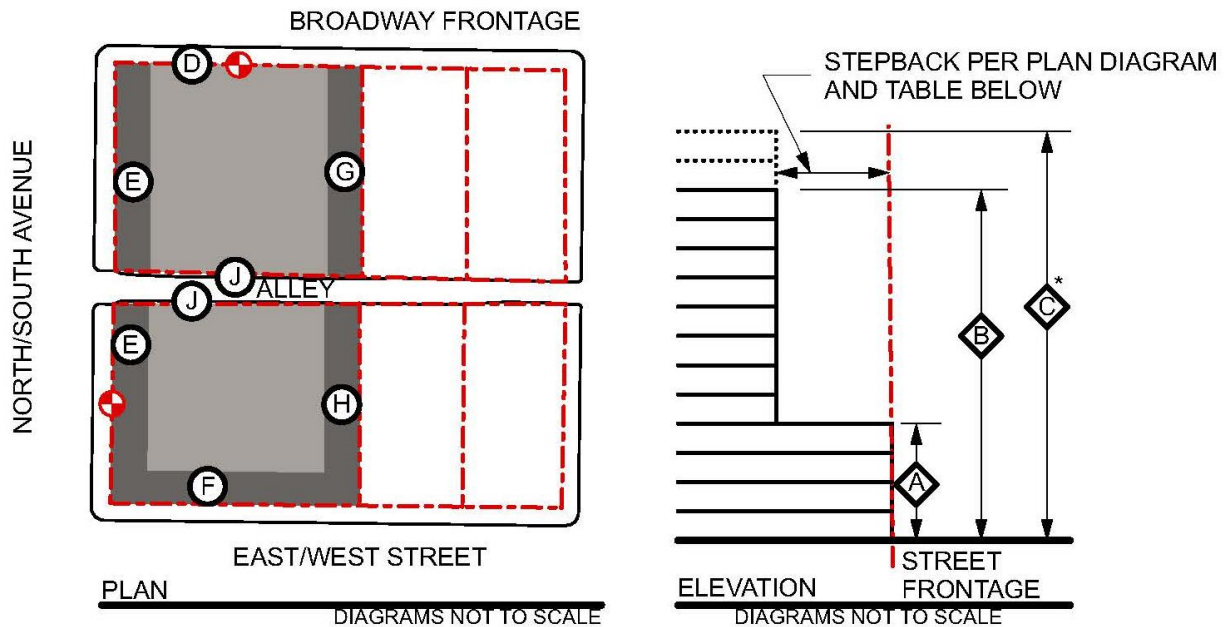 BROADWAY FRONTAGE
D
E
G
J
ALLEY
J
E
H
F
NORTH/SOUTH AVENUE
EAST/WEST STREET
PLAN
DIAGRAMS NOT TO SCALE
STEPBACK PER PLAN DIAGRAM
AND TABLE BELOW
C*
B
A
STREET
FRONTAGE
ELEVATION
DIAGRAMS NOT TO SCALE